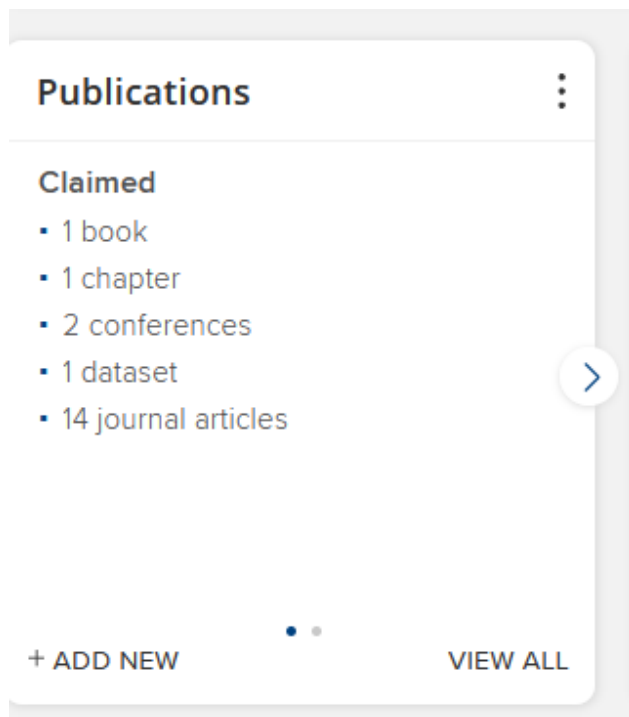 Publications
Claimed
▪ 1 book
▪ 1 chapter
▪ 2 conferences
▪ 1 dataset
▪ 14 journal articles
+ ADD NEW
VIEW ALL